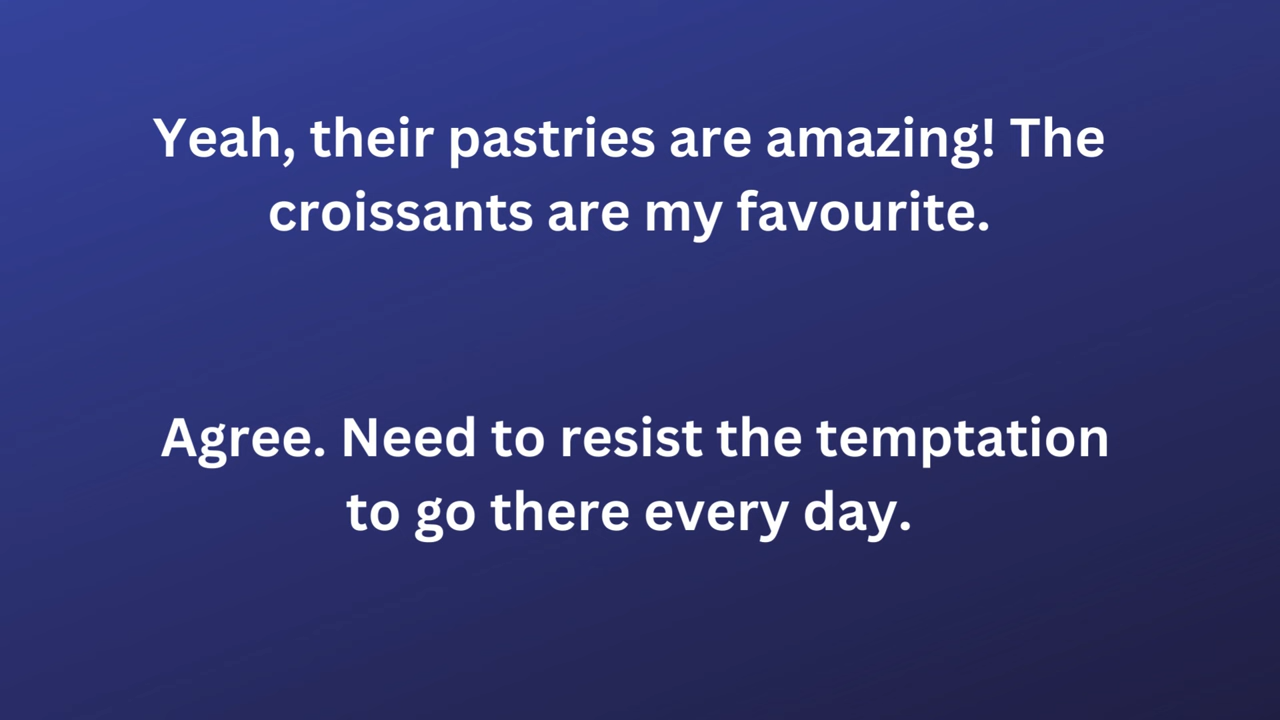 Yeah, their pastries are amazing! The
croissants are my favourite.
Agree. Need to resist the temptation
to go there every day.